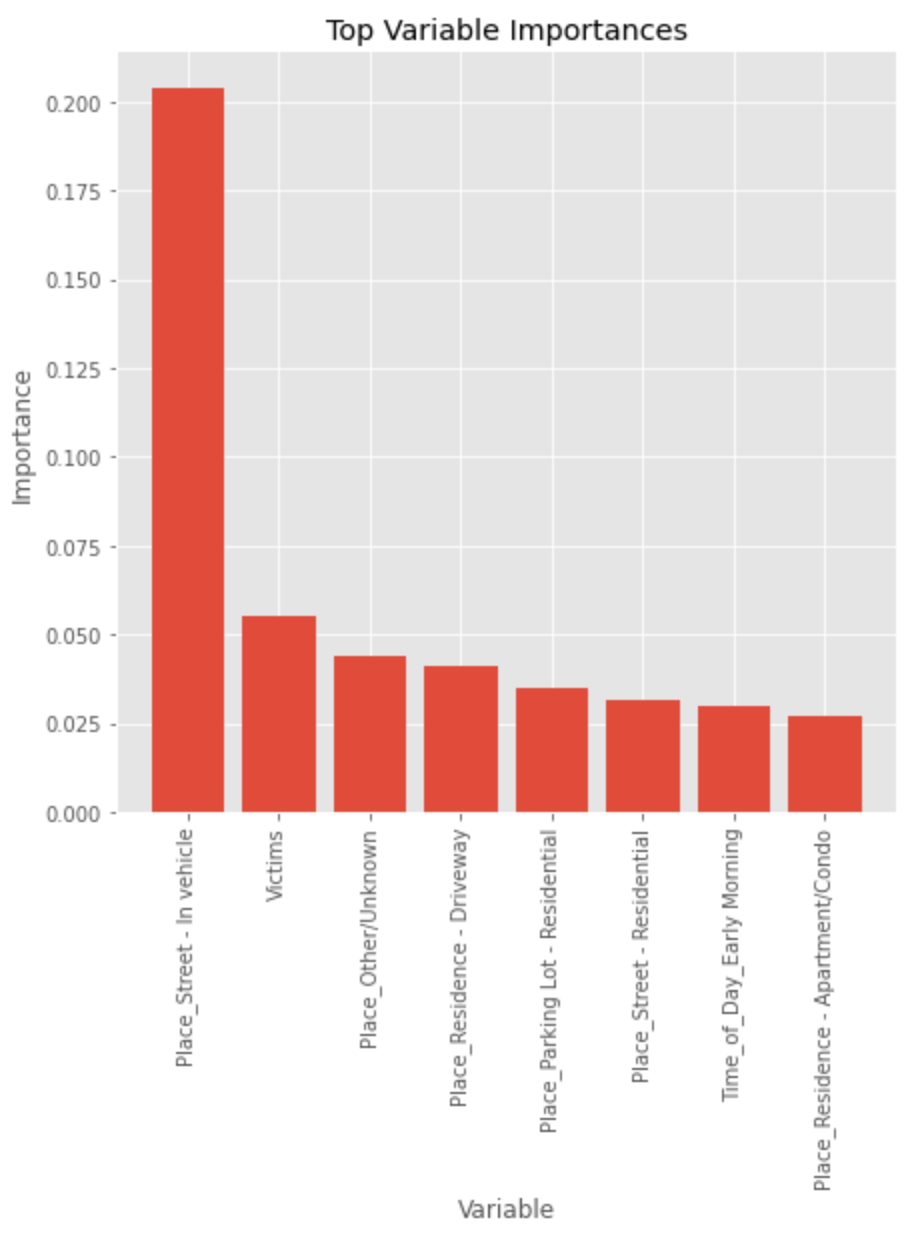 Top Variable Importances
Importance
0.200
0.175
0.150
0.125
0.100
0.075
0.050
0.025
0.000
Place_Street - In vehicle
Victims
Place_Other/Unknown
Place_Residence - Driveway
Place_Parking Lot - Residential
Place_Street - Residential
Time_of_Day_Early Morning
Place_Residence - Apartment/Condo
Variable